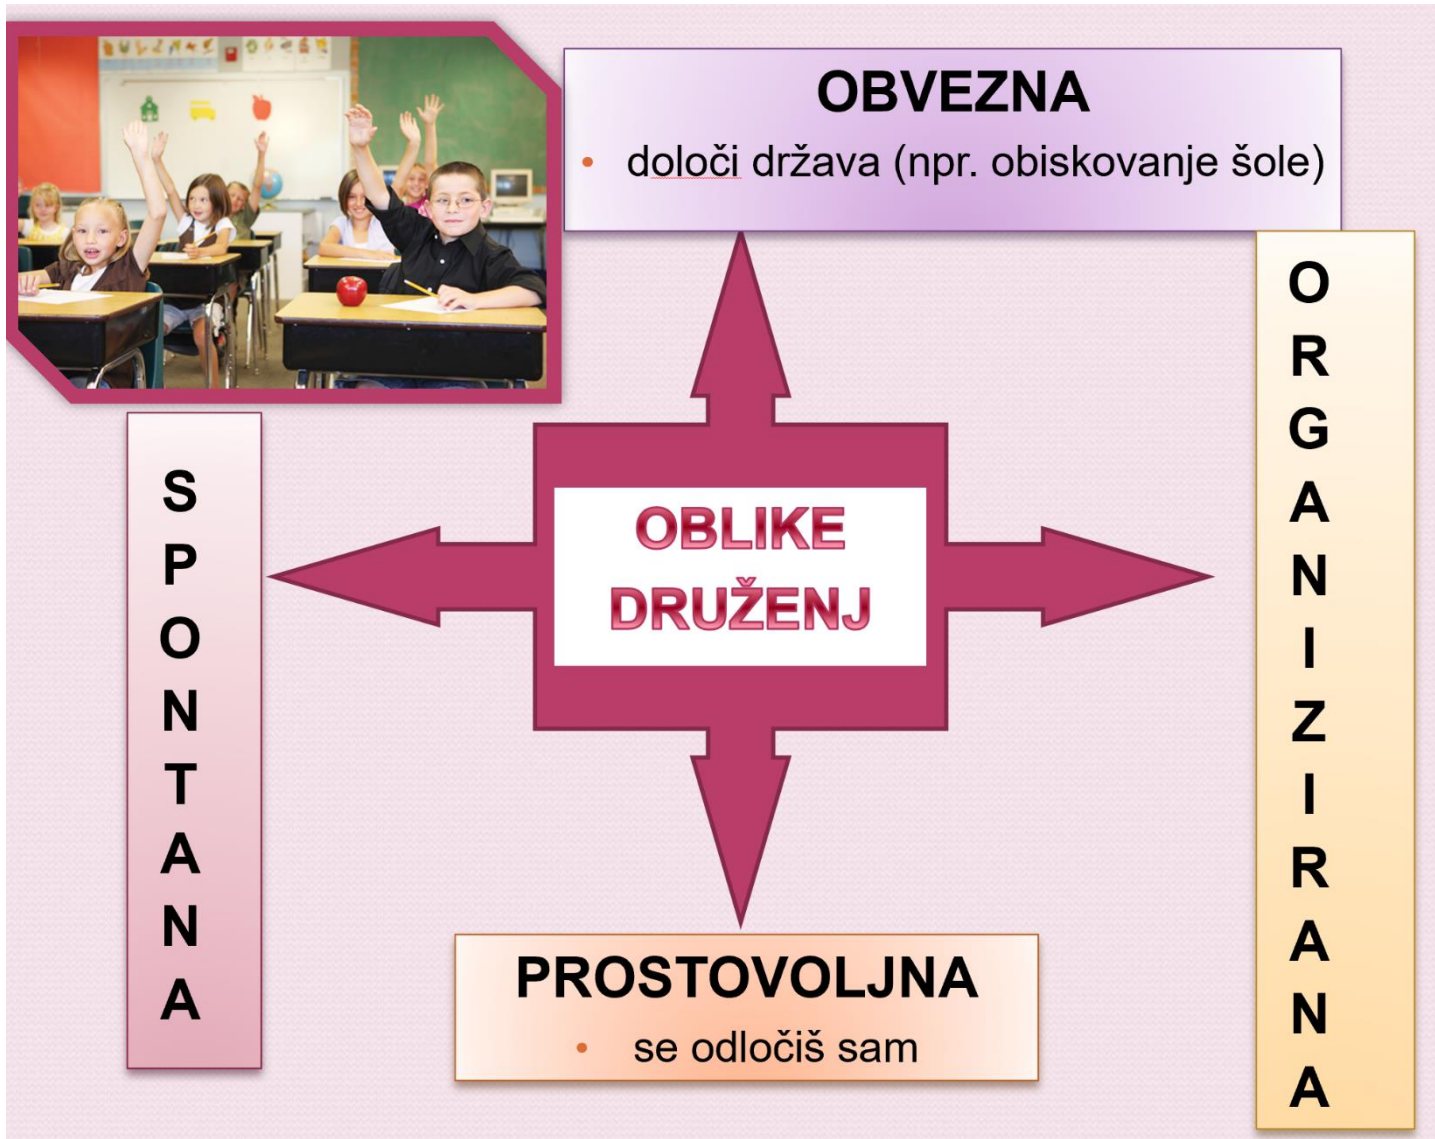 OBVEZNA
• določi država (npr. obiskovanje šole)
SPONTANA
OBLIKE
DRUŽENJ
ORGANIZIRANA
PROSTOVOLJNA
• se odločiš sam